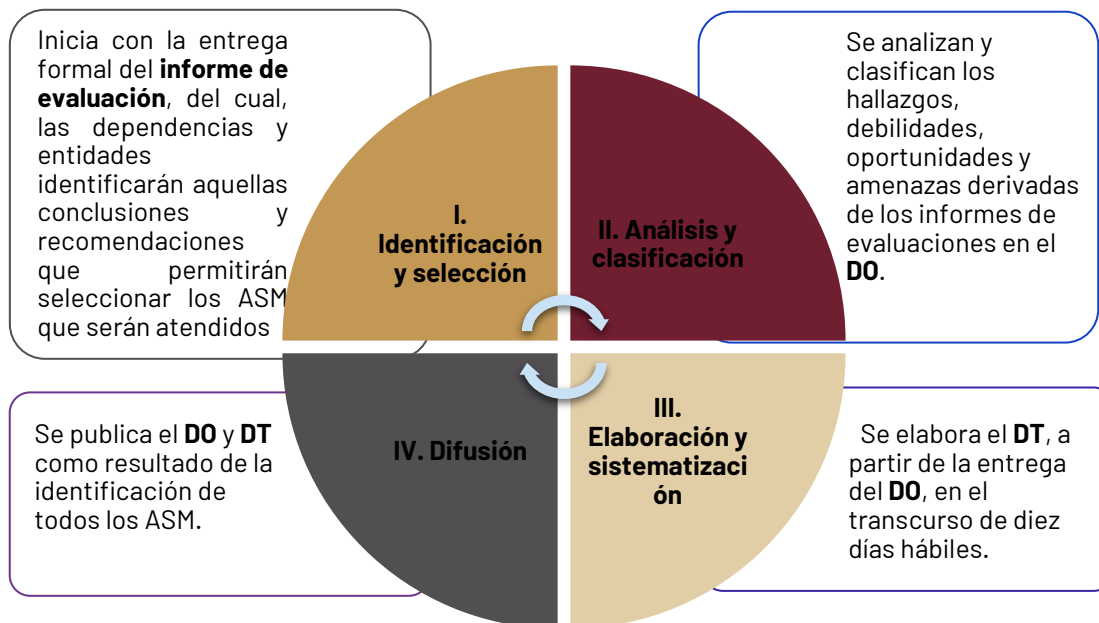 Inicia con la entrega
formal del informe de
evaluación, del cual,
las dependencias y
entidades
identificarán aquellas
conclusiones y
recomendaciones
que permitirán
seleccionar los ASM
que serán atendidos
I.
Identificación
y selección
II. Análisis y
clasificación
Se analizan y
clasifican los
hallazgos,
debilidades,
oportunidades y
amenazas derivadas
de los informes de
evaluaciones en el
DO.
Se publica el DO y DT
como resultado de la
identificación de
todos los ASM.
IV. Difusión
III.
Elaboración y
sistematizaci
ón
Se elabora el DT, a
partir de la entrega
del DO, en el
transcurso de diez
días hábiles.